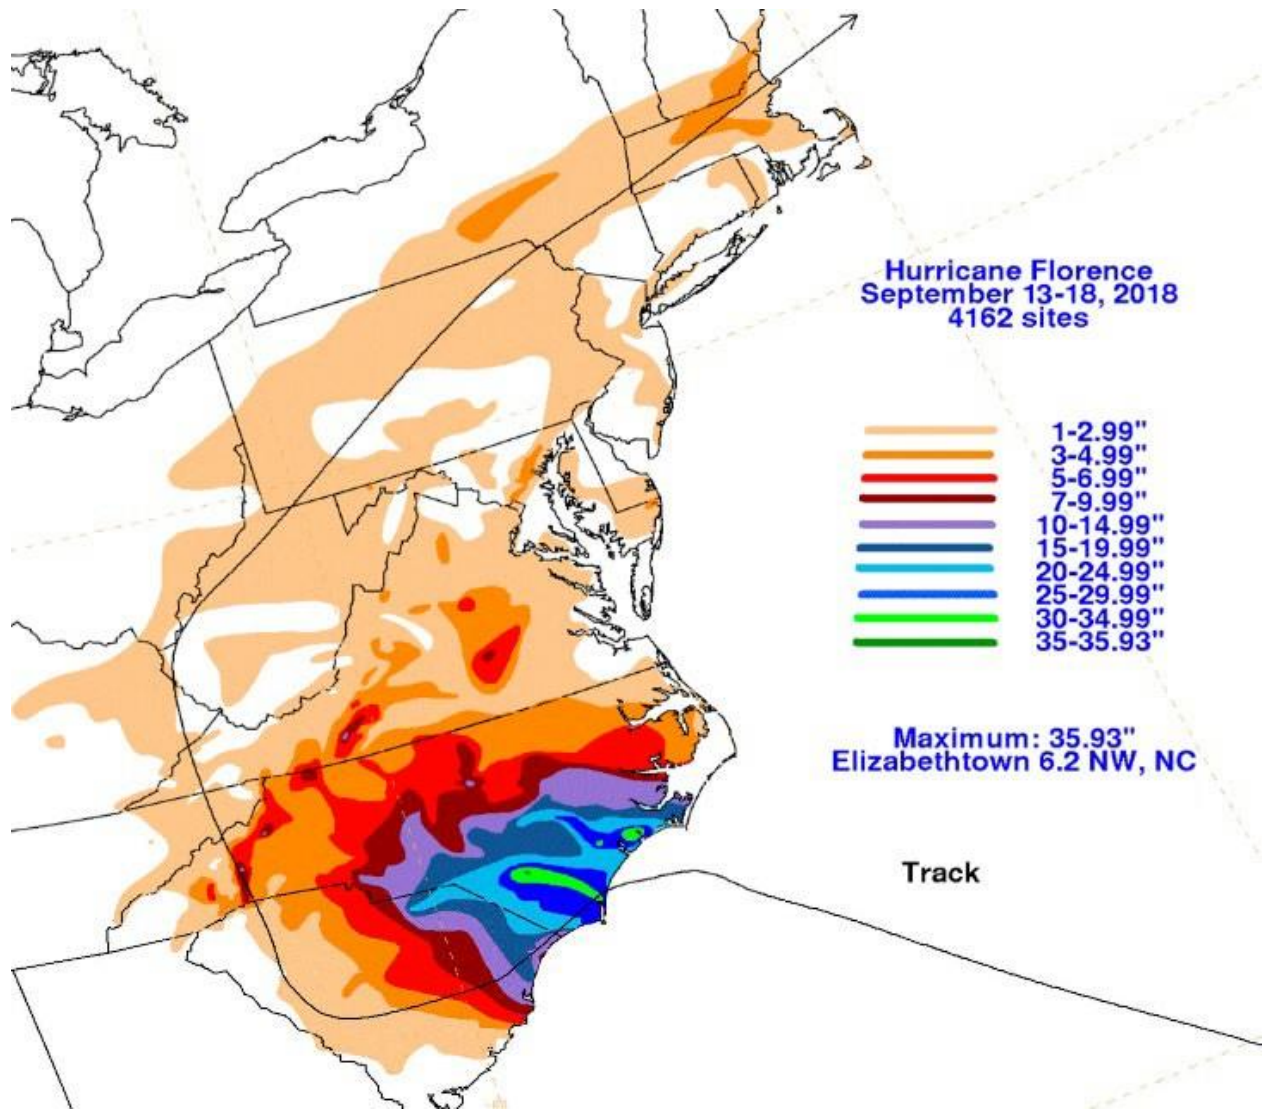 Hurricane Florence
September 13-18, 2018
4162 sites
1-2.99"
3-4.99"
5-6.99"
7-9.99"
10-14.99"
15-19.99"
20-24.99"
25-29.99"
30-34.99"
35-35.93"
Maximum: 35.93"
Elizabethtown 6.2 NW, NC
Track